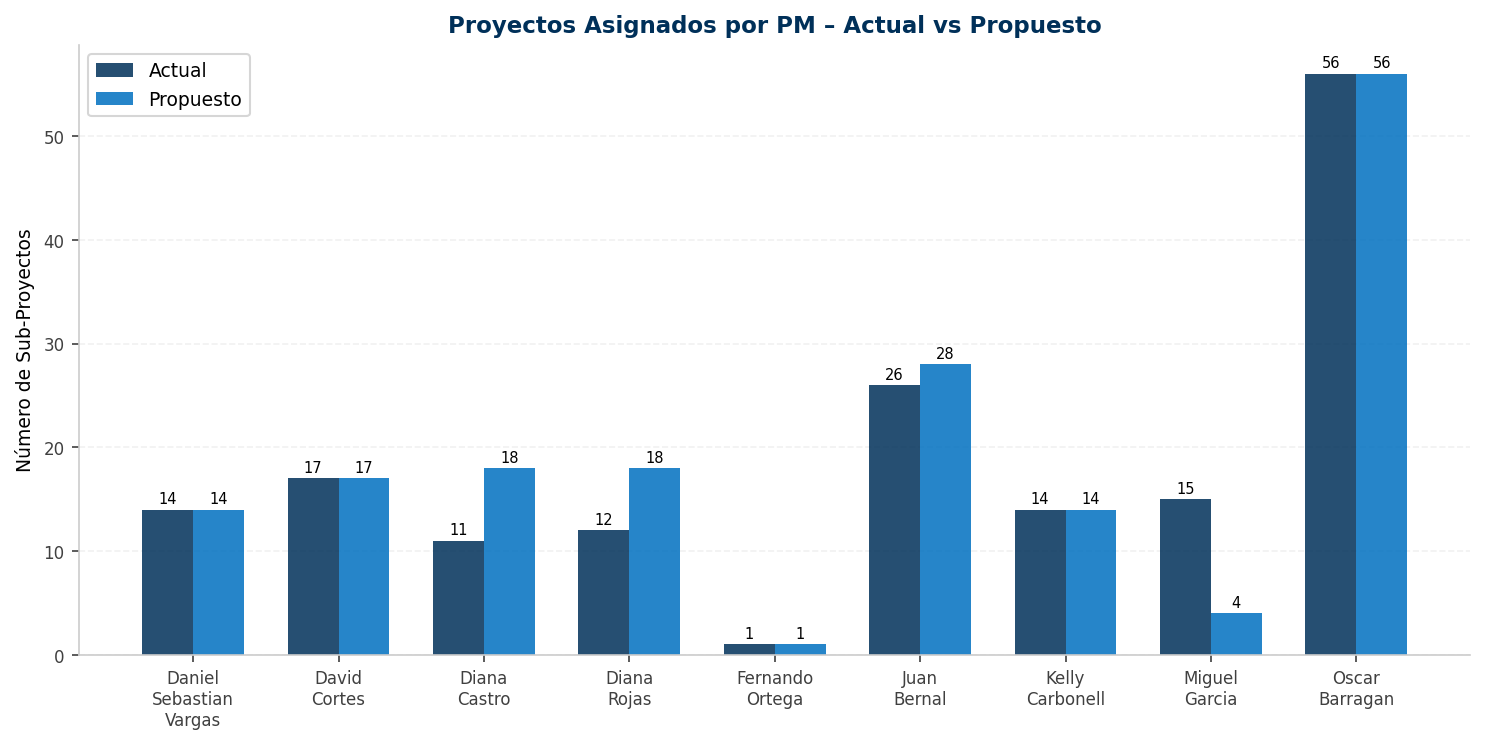 Proyectos Asignados por PM – Actual vs Propuesto
Actual
Propuesto
Número de Sub-Proyectos
50
40
30
20
10
0
14
14
17
17
11
18
12
18
1
1
26
28
14
14
15
4
56
56
Daniel
Sebastian
Vargas
David
Cortes
Diana
Castro
Diana
Rojas
Fernando
Ortega
Juan
Bernal
Kelly
Carbonell
Miguel
Garcia
Oscar
Barragan